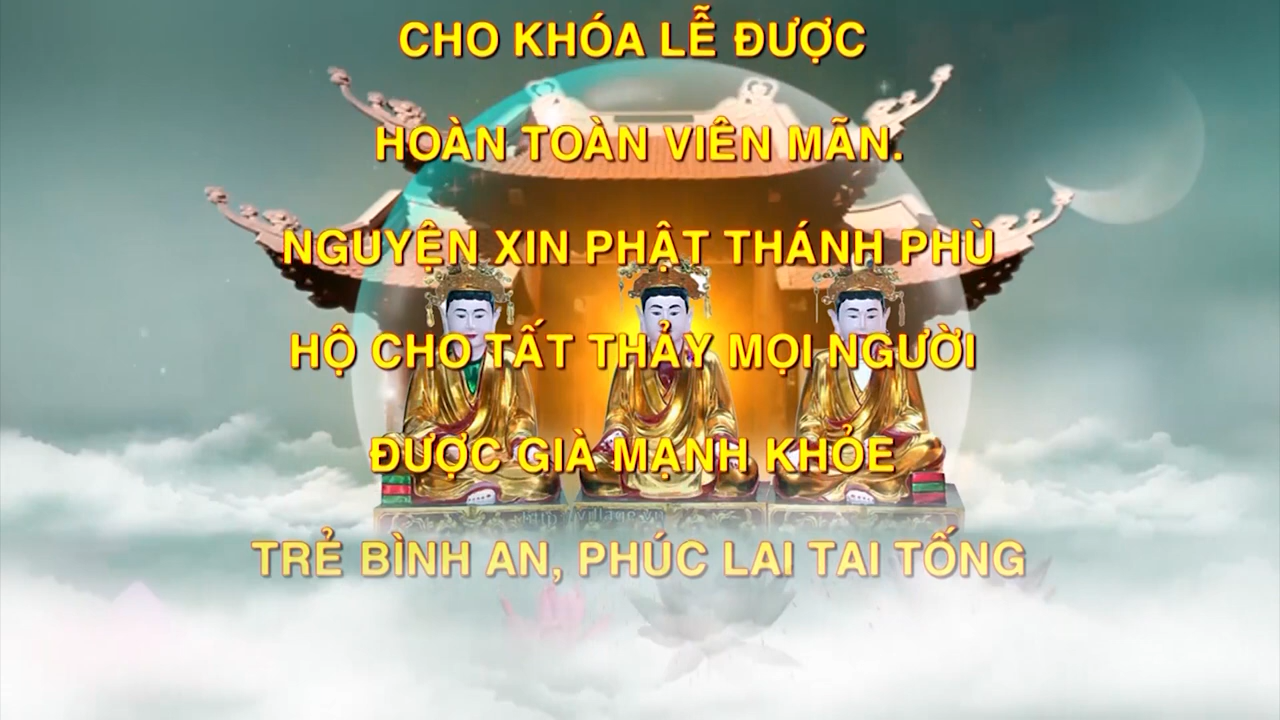 CHO KHÓA LỄ ĐƯỢC
HOÀN TOÀN VIÊN MÃN.
NGUYỆN XIN PHẬT THÁNH PHÙ
HỘ CHO TẤT THẢY MỌI NGƯỜI
ĐƯỢC GIÀ MẠNH KHỎE
TRẺ BÌNH AN, PHÚC LAI TAI TỐNG